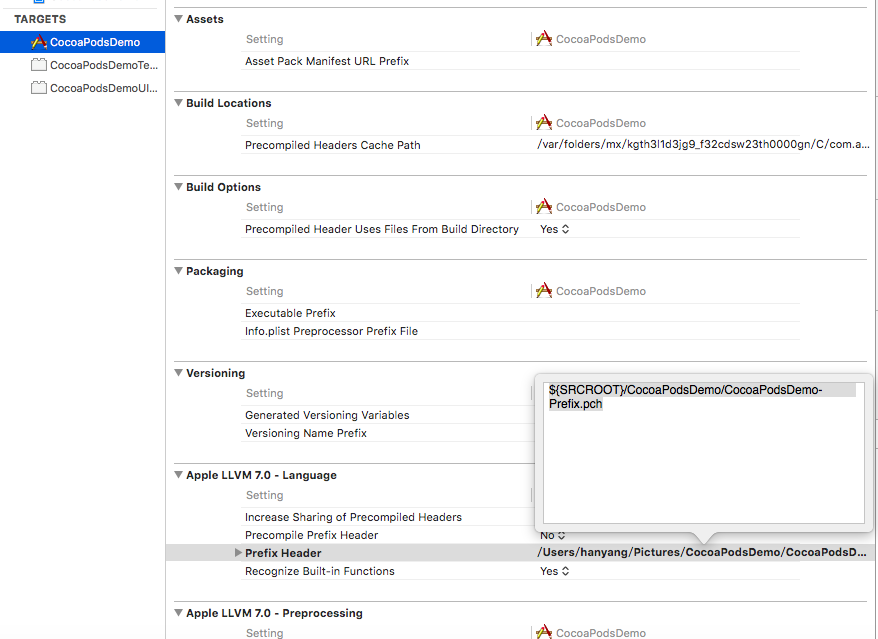 TARGETS
CocoaPodsDemo
CocoaPodsDemoTe...
CocoaPodsDemoUI...
Assets
Setting CocoaPodsDemo
Asset Pack Manifest URL Prefix
Build Locations
Setting CocoaPodsDemo
Precompiled Headers Cache Path /var/folders/mx/kgth3l1d3jg9_f32cdsw23th0000gn/C/com.a...
Build Options
Setting CocoaPodsDemo
Precompiled Header Uses Files From Build Directory Yes
Packaging
Setting CocoaPodsDemo
Executable Prefix
Info.plist Preprocessor Prefix File
Versioning
Setting
Generated Versioning Variables
Versioning Name Prefix
${SRCROOT}/CocoaPodsDemo/CocoaPodsDemo-
Prefix.pch
Apple LLVM 7.0 - Language
Setting
Increase Sharing of Precompiled Headers
Precompile Prefix Header No
Prefix Header /Users/hanyang/Pictures/CocoaPodsDemo/CocoaPodsD...
Recognize Built-in Functions Yes
Apple LLVM 7.0 - Preprocessing
Setting CocoaPodsDemo